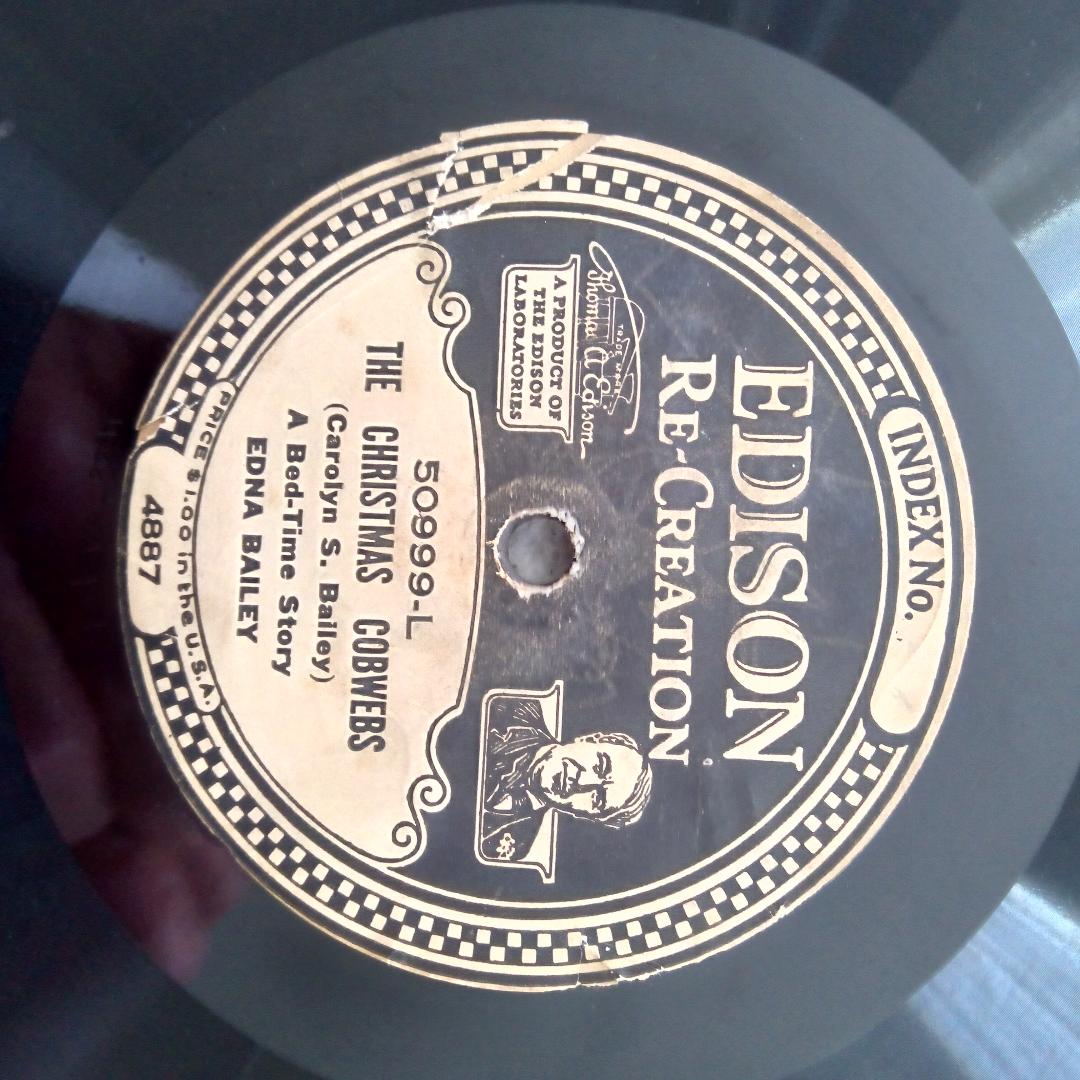 INDEX No.
EDISON
RE-CREATION
Thomas A Edison
TRADE MARK
A PRODUCT OF
THE EDISON
LABORATORIES
50999-L
THE CHRISTMAS COBWEBS
(Carolyn S. Bailey)
A Bed-Time Story
EDNA BAILEY
PRICE $1.00 in the U.S.A.
4887